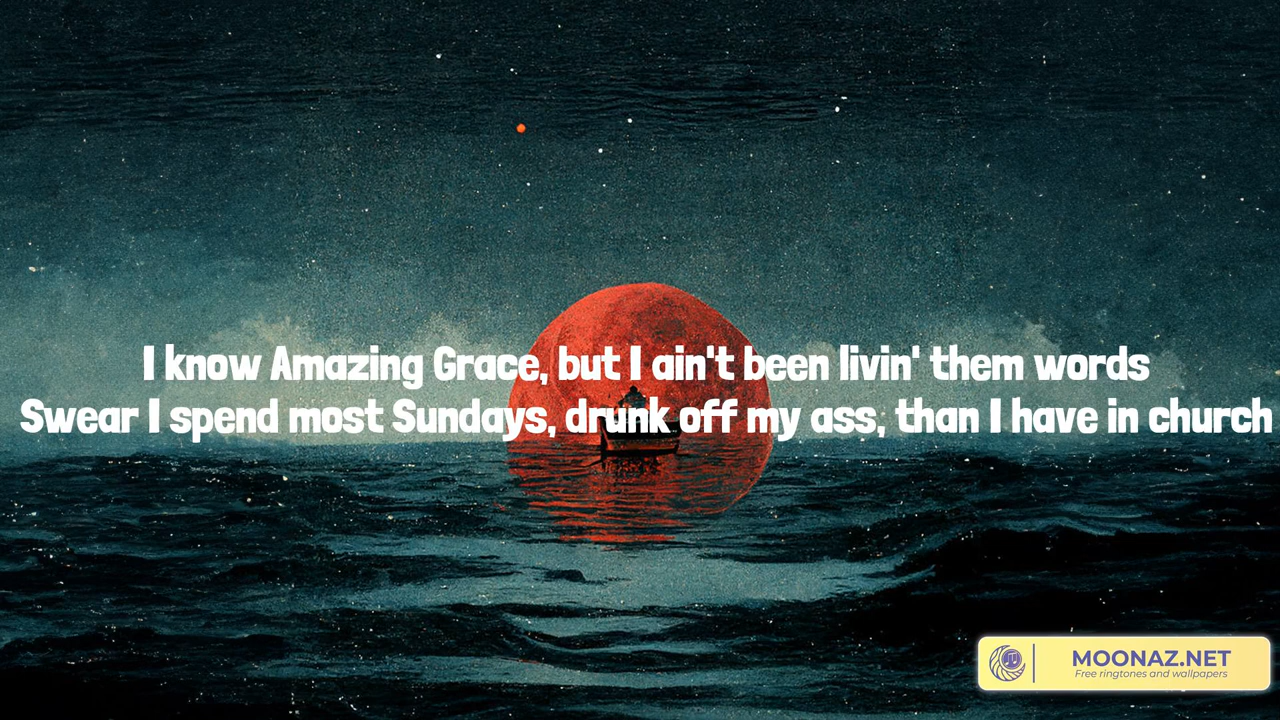 I know Amazing Grace, but I ain't been livin' them words
Swear I spend most Sundays, drunk off my ass, than I have in church
MOONAZ.NET
Free ringtones and wallpapers